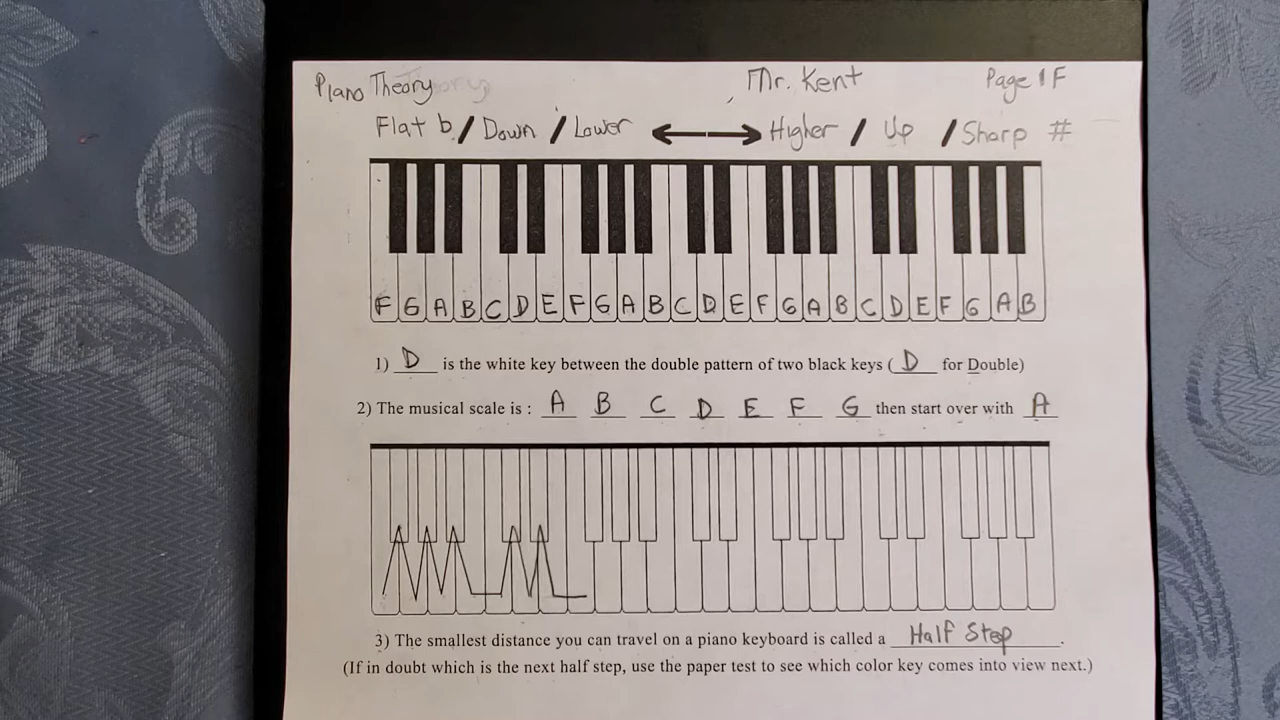 Piano Theory Mr. Kent Page 1F
Flat b / Down / Lower Higher / Up / Sharp #
F G A B C D E F G A B C D E F G A B C D E F G A B
1) D is the white key between the double pattern of two black keys ( D for Double)
2) The musical scale is : A B C D E F G then start over with A
3) The smallest distance you can travel on a piano keyboard is called a Half Step.
(If in doubt which is the next half step, use the paper test to see which color key comes into view next.)